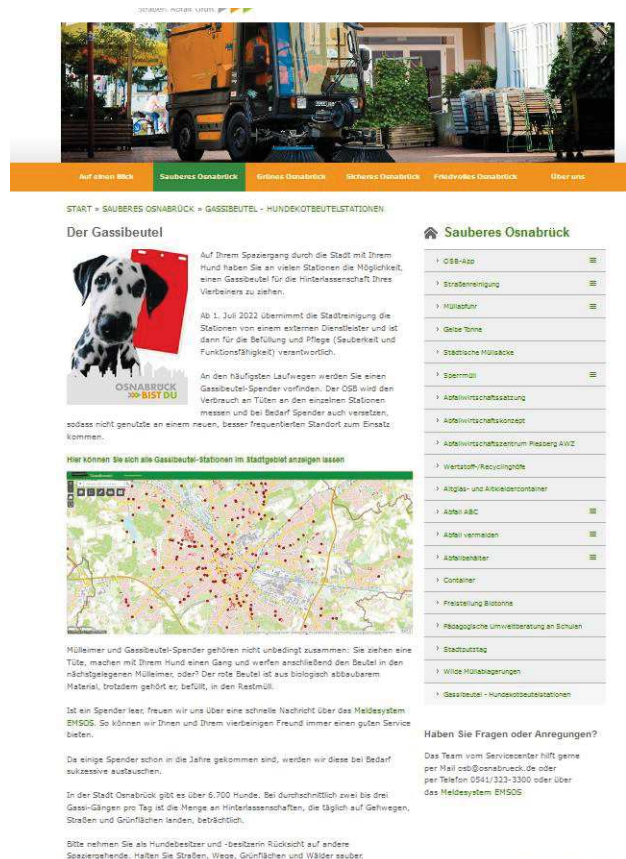 Auf einen Blick
Sauberes Osnabrück
Grünes Osnabrück
Sicheres Osnabrück
Friedvolles Osnabrück
Über uns
START » SAUBERES OSNABRÜCK » GASSIBEUTEL - HUNDEKOTBEUTELSTATIONEN
Der Gassibeutel
Auf Ihrem Spaziergang durch die Stadt mit Ihrem
Hund haben Sie an vielen Stationen die Möglichkeit,
einen Gassibeutel für die Hinterlassenschaft Ihres
Vierbeiners zu ziehen.
Ab 1. Juli 2022 übernimmt die Stadtreinigung die
Stationen von einem externen Dienstleister und ist
dann für die Befüllung und Pflege (Sauberkeit und
Funktionsfähigkeit) verantwortlich.
An den häufigsten Laufwegen werden Sie einen
Gassibeutel-Spender vorfinden. Der OSB wird den
Verbrauch an Tüten an den einzelnen Stationen
messen und bei Bedarf Spender auch versetzen,
sodass nicht genutzte an einem neuen, besser frequentierten Standort zum Einsatz
kommen.
OSNABRÜCK
BIST DU
Hier können Sie sich alle Gassibeutel-Stationen im Stadtgebiet anzeigen lassen
Mülleimer und Gassibeutel-Spender gehören nicht unbedingt zusammen: Sie ziehen eine
Tüte, machen mit Ihrem Hund einen Gang und werfen anschließend den Beutel in den
nächstgelegenen Mülleimer, oder? Der rote Beutel ist aus biologisch abbaubarem
Material, trotzdem gehört er, befüllt, in den Restmüll.
Ist ein Spender leer, freuen wir uns über eine schnelle Nachricht über das Meldesystem
EMSOS. So können wir Ihnen und Ihrem vierbeinigen Freund immer einen guten Service
bieten.
Da einige Spender schon in die Jahre gekommen sind, werden wir diese bei Bedarf
sukzessive austauschen.
In der Stadt Osnabrück gibt es über 6.700 Hunde. Bei durchschnittlich zwei bis drei
Gassi-Gängen pro Tag ist die Menge an Hinterlassenschaften, die täglich auf Gehwegen,
Straßen und Grünflächen landen, beträchtlich.
Bitte nehmen Sie als Hundebesitzer und -besitzerin Rücksicht auf andere
Spaziergehende. Halten Sie Straßen, Wege, Grünflächen und Wälder sauber.
Sauberes Osnabrück
OSB-App
Straßenreinigung
Müllabfuhr
Gelbe Tonne
Städtische Müllsäcke
Sperrmüll
Abfallwirtschaftssatzung
Abfallwirtschaftskonzept
Abfallwirtschaftszentrum Piesberg AWZ
Wertstoff-/Recyclinghöfe
Altglas- und Altkleidercontainer
Abfall ABC
Abfall vermeiden
Abfallbehälter
Container
Freistellung Biotonne
Pädagogische Umweltberatung an Schulen
Stadtputztag
Wilde Müllablagerungen
Gassibeutel - Hundekotbeutelstationen
Haben Sie Fragen oder Anregungen?
Das Team vom Servicecenter hilft gerne
per Mail osb@osnabrueck.de oder
per Telefon 0541/323-3300 oder über
das Meldesystem EMSOS